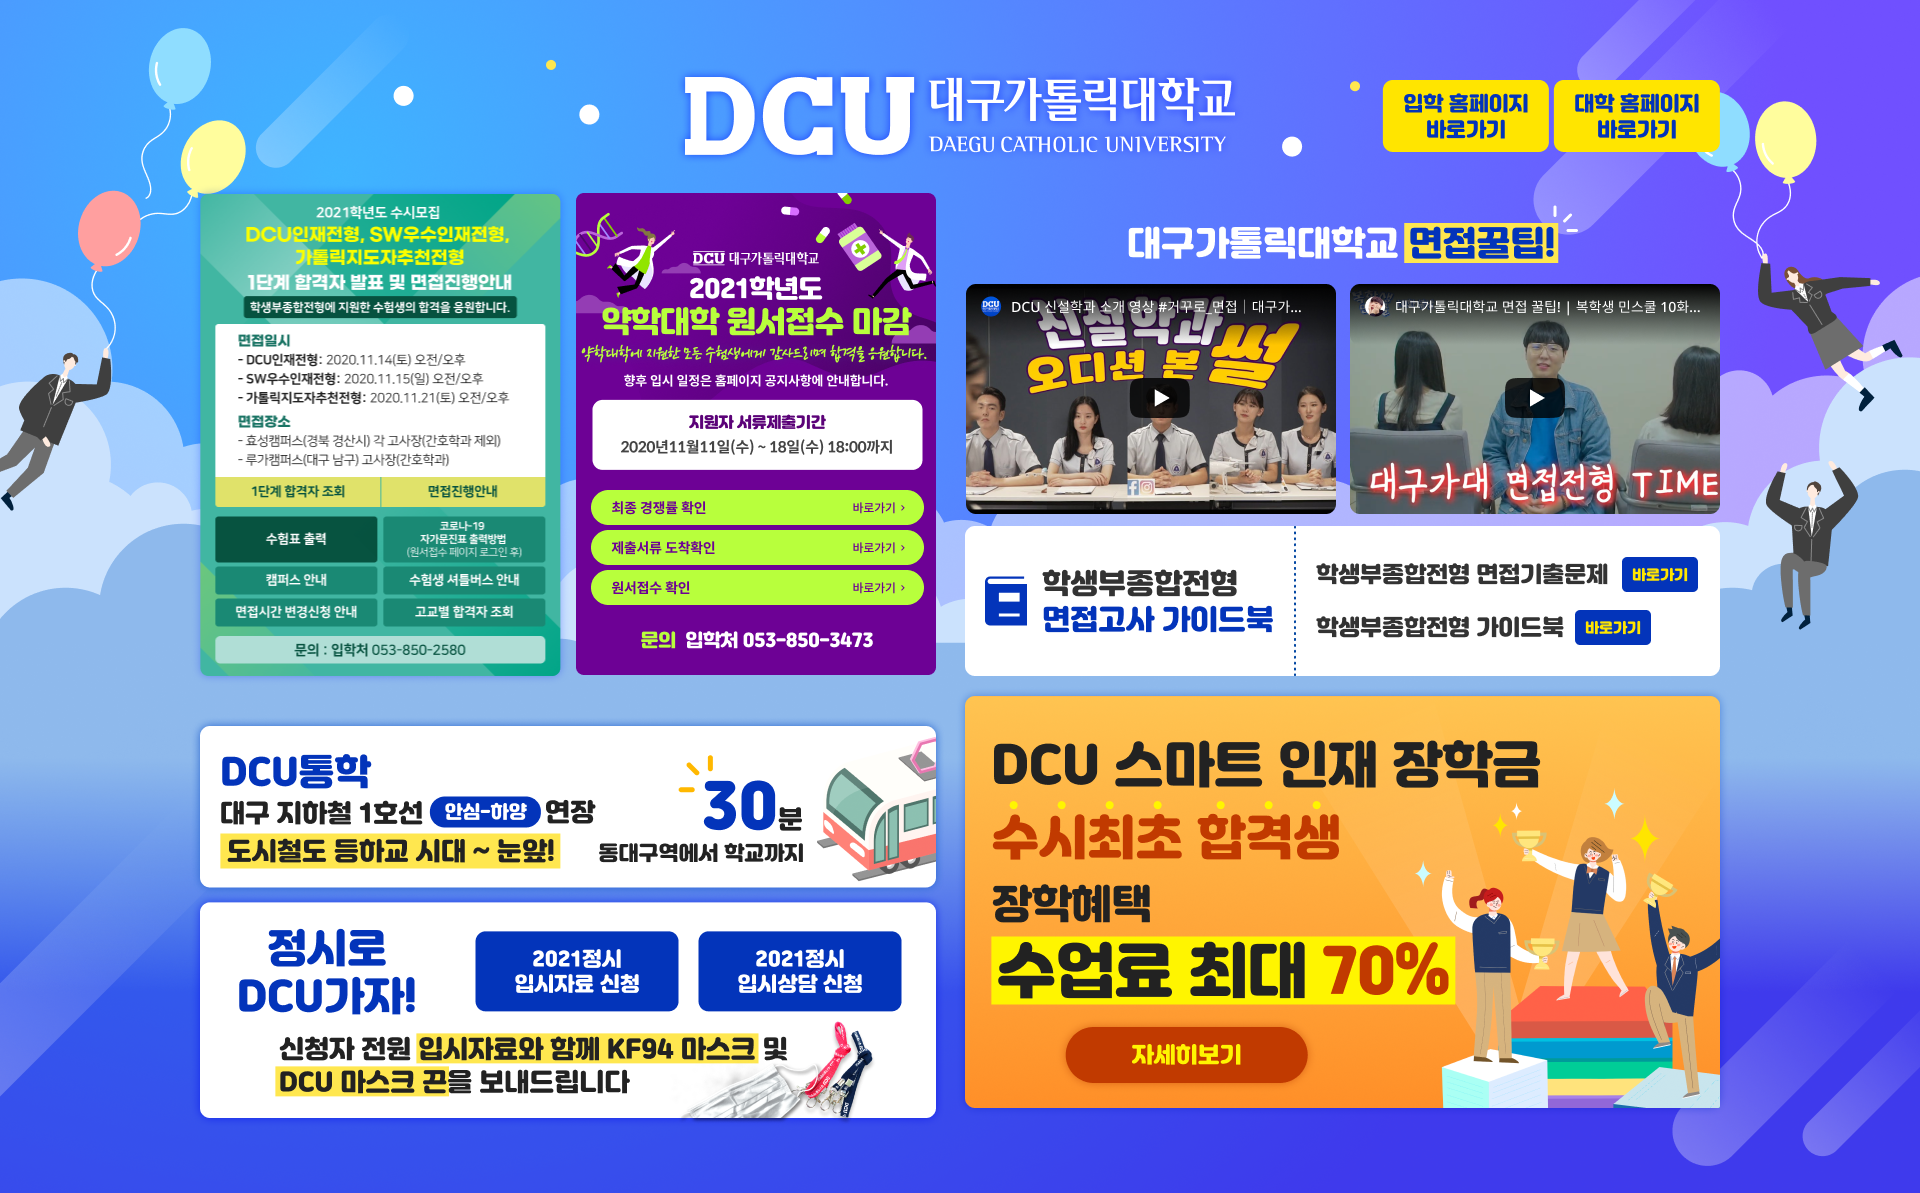 DCU 대구가톨릭대학교
DAEGU CATHOLIC UNIVERSITY
입학 홈페이지
바로가기
대학 홈페이지
바로가기
2021학년도 수시모집
DCU인재전형, SW우수인재전형,
가톨릭지도자추천전형
1단계 합격자 발표 및 면접진행안내
학생부종합전형에 지원한 수험생의 합격을 응원합니다.
면접일시
- DCU인재전형: 2020.11.14(토) 오전/오후
- SW우수인재전형: 2020.11.15(일) 오전/오후
- 가톨릭지도자추천전형: 2020.11.21(토) 오전/오후
면접장소
- 효성캠퍼스(경북 경산시) 각 고사장(간호학과 제외)
- 루가캠퍼스(대구 남구) 고사장(간호학과)
1단계 합격자 조회
면접진행안내
수험표 출력
코로나-19
자가문진표 출력방법
(원서접수 페이지 로그인 후)
캠퍼스 안내
수험생 셔틀버스 안내
면접시간 변경신청 안내
고교별 합격자 조회
문의 : 입학처 053-850-2580
DCU 대구가톨릭대학교
2021학년도
약학대학 원서접수 마감
약학대학에 지원한 모든 수험생에게 감사드리며 합격을 응원합니다.
향후 입시 일정은 홈페이지 공지사항에 안내합니다.
지원자 서류제출기간
2020년11월11일(수) ~ 18일(수) 18:00까지
최종 경쟁률 확인 바로가기 ›
제출서류 도착확인 바로가기 ›
원서접수 확인 바로가기 ›
문의 입학처 053-850-3473
대구가톨릭대학교 면접꿀팁!
DCU
DCU 신설학과 소개 영상 #거꾸로_면접 | 대구가...
신설학과
오디션 본 썰
대구가톨릭대학교 면접 꿀팁! | 복학생 민스쿨 10화...
대구가대 면접전형 TIME
학생부종합전형
면접고사 가이드북
학생부종합전형 면접기출문제 바로가기
학생부종합전형 가이드북 바로가기
DCU통학
대구 지하철 1호선 안심-하양 연장
도시철도 등하교 시대 ~ 눈앞!
30분
동대구역에서 학교까지
정시로
DCU가자!
2021정시
입시자료 신청
2021정시
입시상담 신청
신청자 전원 입시자료와 함께 KF94 마스크 및
DCU 마스크 끈을 보내드립니다
DCU 스마트 인재 장학금
수시최초 합격생
장학혜택
수업료 최대 70%
자세히보기